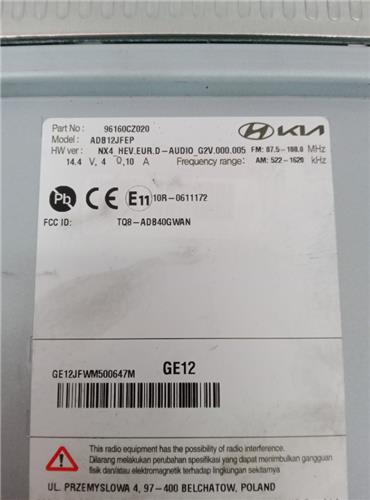 Part No : 96160CZ020
Model: ADB12JFEP
HYUNDAI KIA
HW ver: NX4_HEV.EUR.D-AUDIO_G2V.000.005 FM: 87.5-108.0 MHz
14.4 V, 4 Ω,10 A Frequency range: AM: 522-1620 kHz
Pb CE E11 10R-0611172
FCC ID: TQ8-ADB40GWAN
GE12JFWM500647M GE12
This radio equipment has the possibility of radio interference.
Dilarang melakukan perubahan spesifikasi yang dapat menimbulkan gangguan
fisik dan/atau elektromagnetik terhadap lingkungan sekitarnya
UL. PRZEMYSLOWA 4, 97-400 BELCHATOW, POLAND